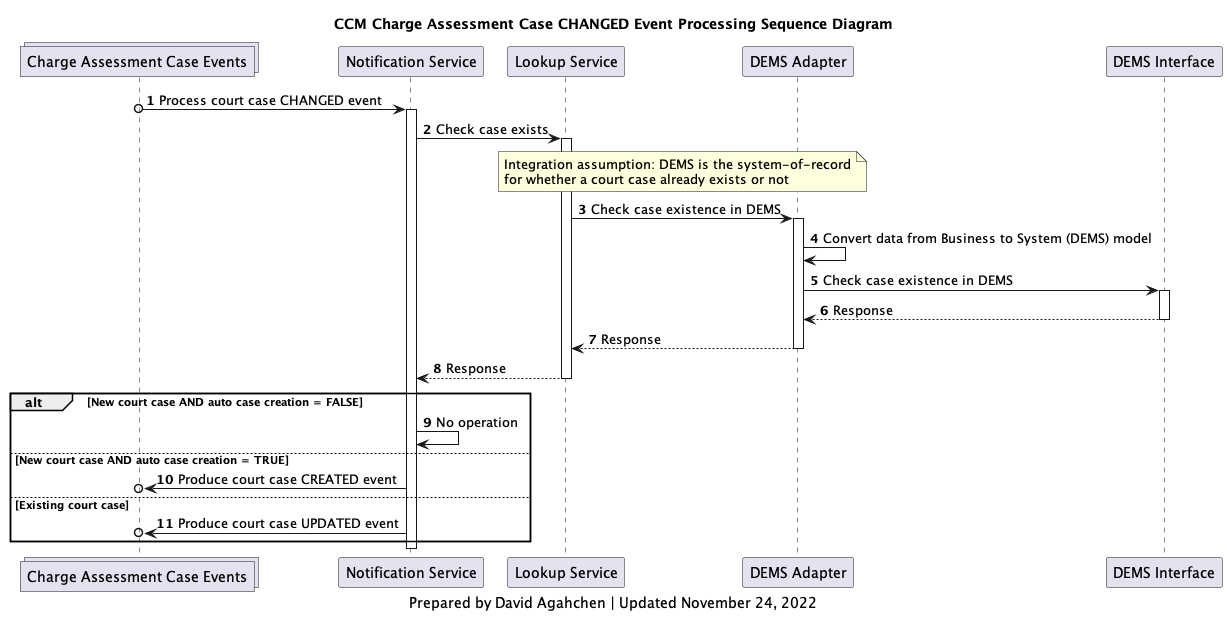 CCM Charge Assessment Case CHANGED Event Processing Sequence Diagram
Charge Assessment Case Events
Notification Service
Lookup Service
DEMS Adapter
DEMS Interface
1 Process court case CHANGED event
2 Check case exists
Integration assumption: DEMS is the system-of-record
for whether a court case already exists or not
3 Check case existence in DEMS
4 Convert data from Business to System (DEMS) model
5 Check case existence in DEMS
6 Response
7 Response
8 Response
alt [New court case AND auto case creation = FALSE]
9 No operation
[New court case AND auto case creation = TRUE]
10 Produce court case CREATED event
[Existing court case]
11 Produce court case UPDATED event
Charge Assessment Case Events
Notification Service
Lookup Service
DEMS Adapter
DEMS Interface
Prepared by David Agahchen | Updated November 24, 2022